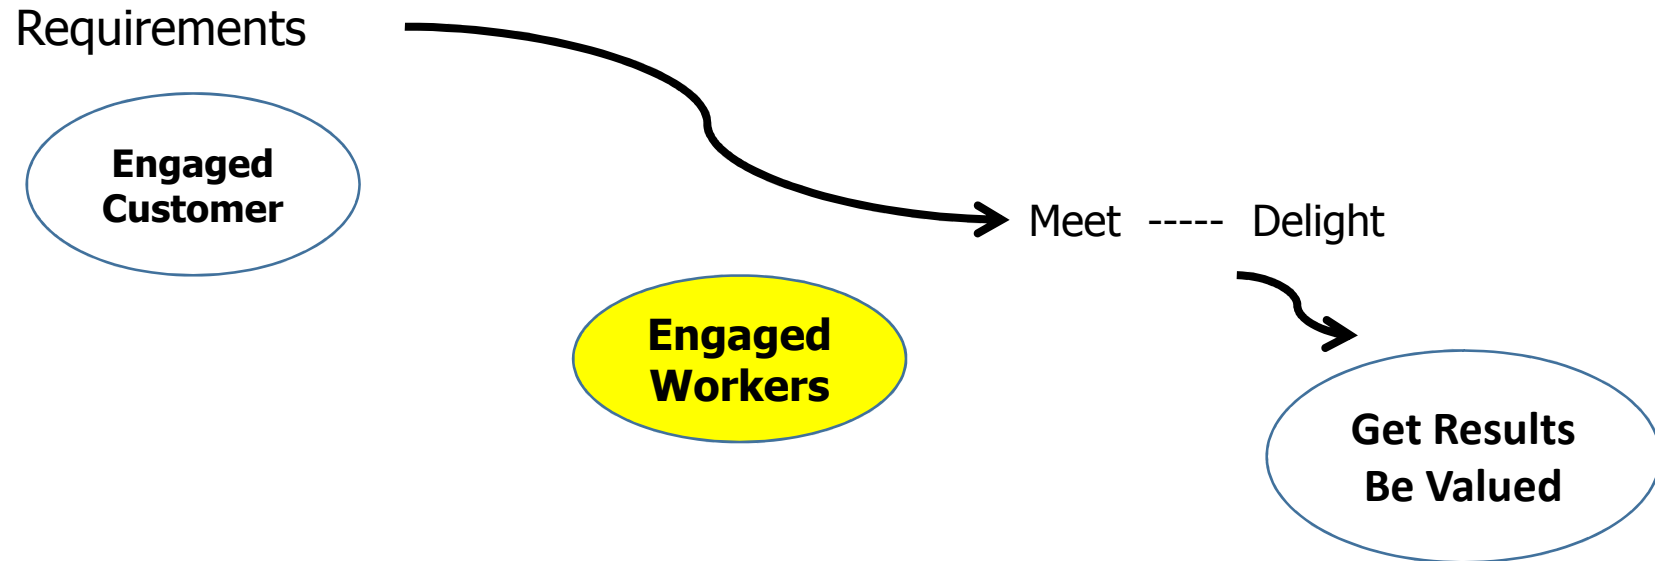 Requirements
Engaged
Customer
Meet ----- Delight
Engaged
Workers
Get Results
Be Valued